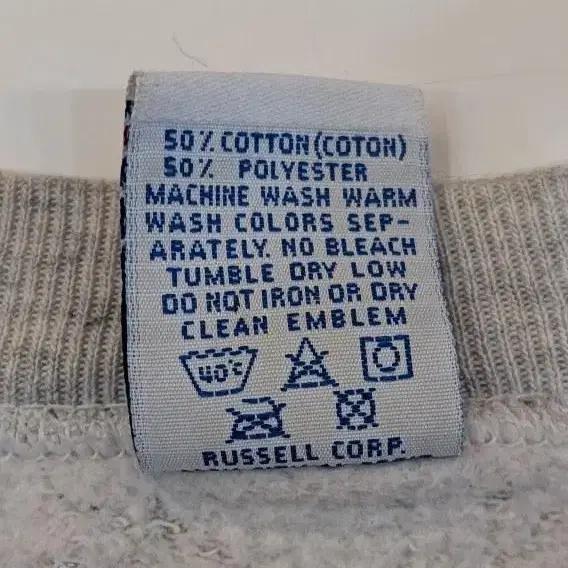 50% COTTON (COTON)
50% POLYESTER
MACHINE WASH WARM
WASH COLORS SEP-
ARATELY. NO BLEACH
TUMBLE DRY LOW
DO NOT IRON OR DRY
CLEAN EMBLEM
40°C
RUSSELL CORP.